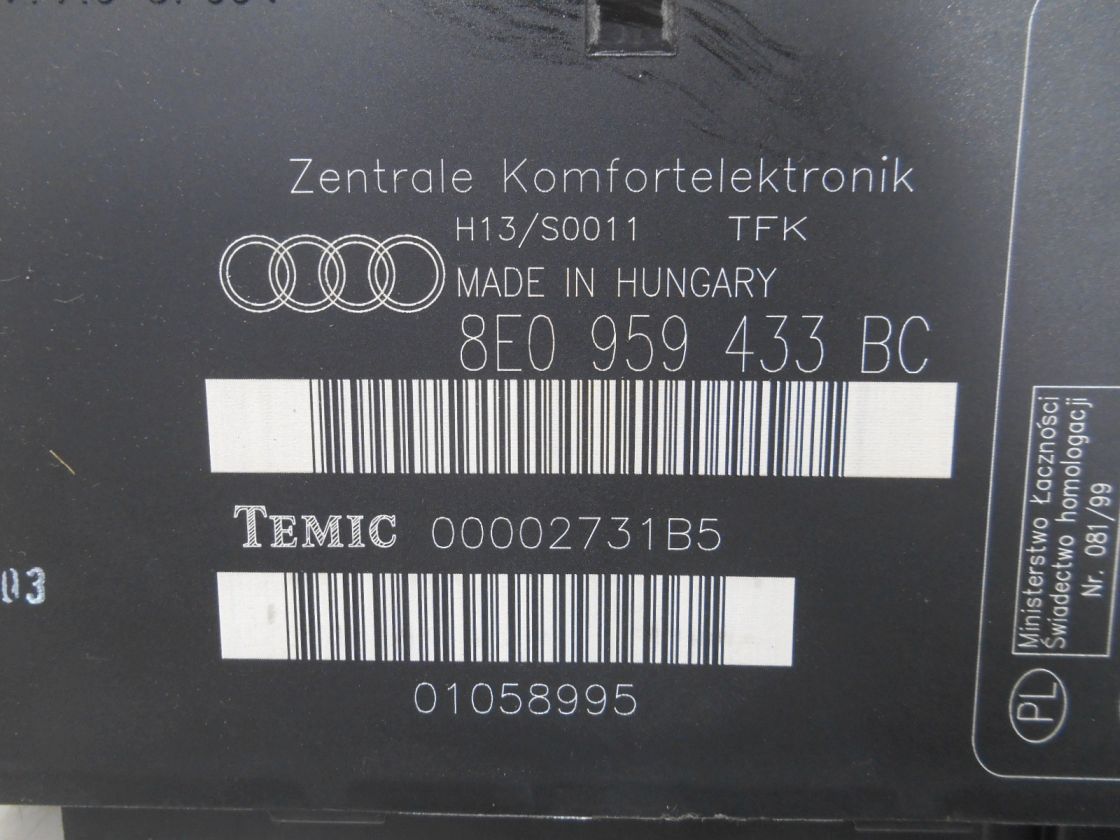 Zentrale Komfortelektronik
H13/S0011 TFK
MADE IN HUNGARY
8E0 959 433 BC
TEMIC 00002731B5
01058995
03
Ministerstwo Łączności
Świadectwo homologacji
Nr. 081/99
PL